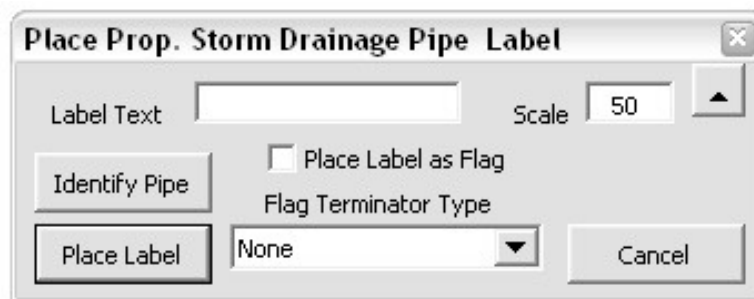 Place Prop. Storm Drainage Pipe Label
Label Text
Scale 50
Identify Pipe
Place Label as Flag
Flag Terminator Type
Place Label
None
Cancel